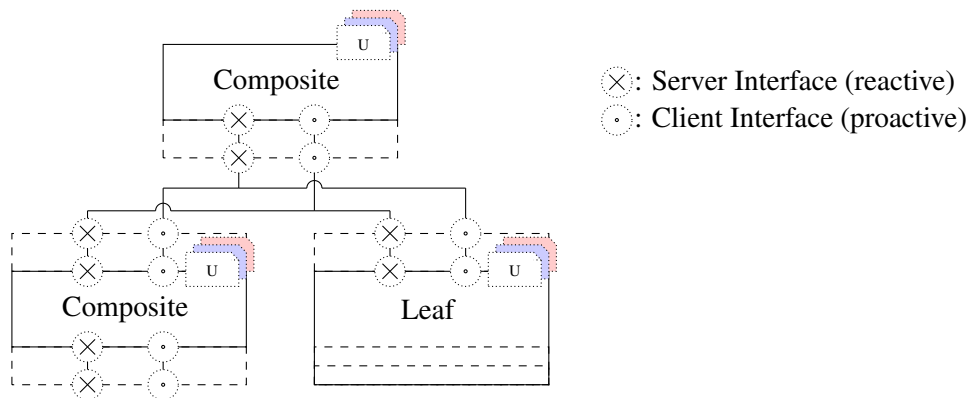 U
Composite
: Server Interface (reactive)
: Client Interface (proactive)
U
U
Composite
Leaf